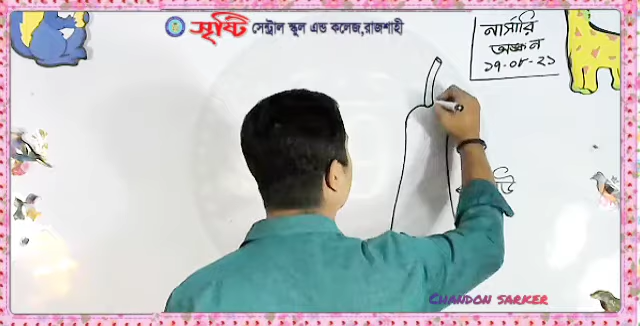 সৃষ্টি সেন্ট্রাল স্কুল এন্ড কলেজ,রাজশাহী
নার্সারি
অঙ্কন
১৭-০৮-২১
CHANDON SARKER